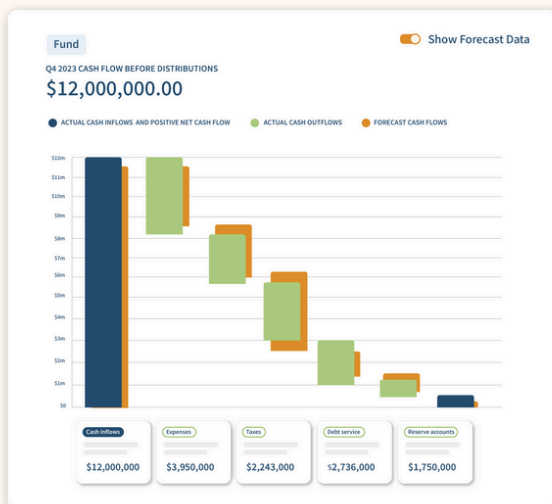 Fund
Show Forecast Data
Q4 2023 CASH FLOW BEFORE DISTRIBUTIONS
$12,000,000.00
ACTUAL CASH INFLOWS AND POSITIVE NET CASH FLOW
ACTUAL CASH OUTFLOWS
FORECAST CASH FLOWS
$12m
$11m
$10m
$9m
$8m
$7m
$6m
$5m
$4m
$3m
$2m
$1m
$0
Cash inflows
Expenses
Taxes
Debt service
Reserve accounts
$12,000,000
$3,950,000
$2,243,000
$2,736,000
$1,750,000